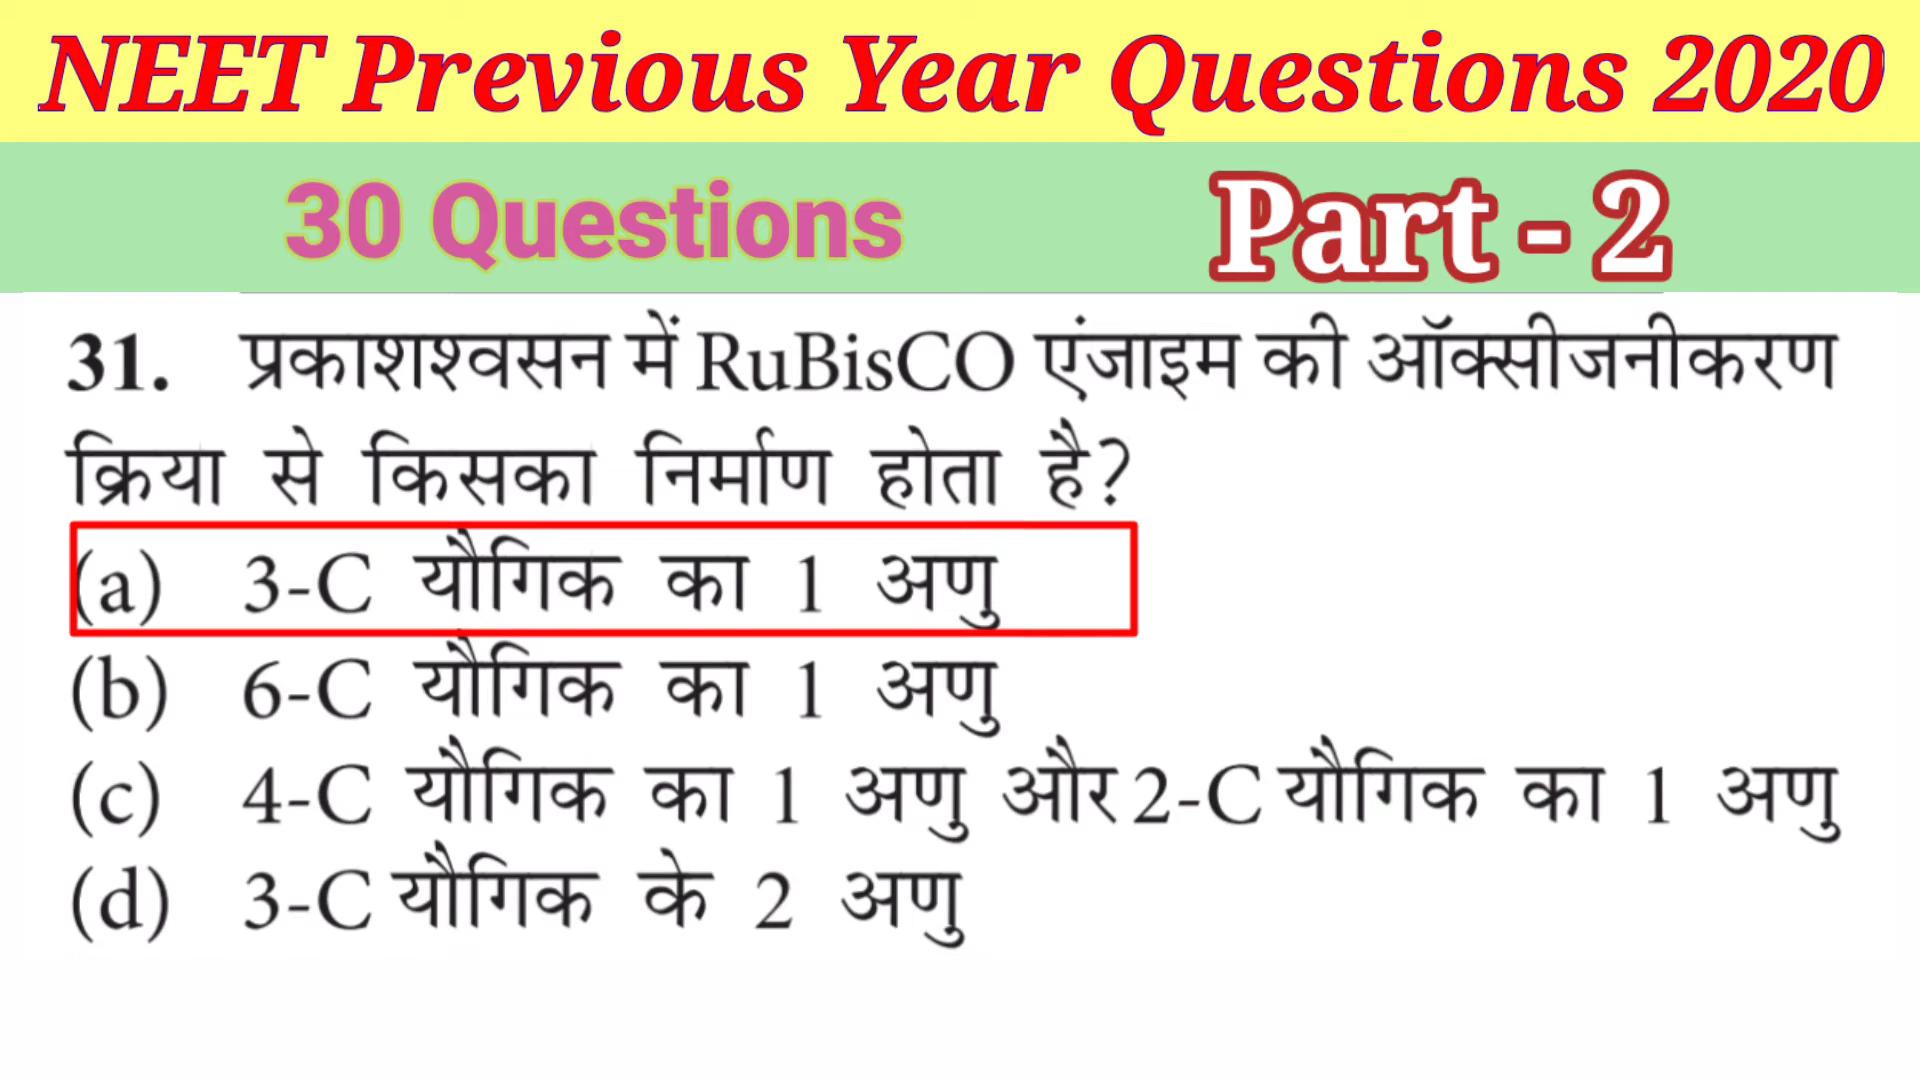 NEET Previous Year Questions 2020
30 Questions Part - 2
31. प्रकाशश्वसन में RuBisCO एंजाइम की ऑक्सीजनीकरण
क्रिया से किसका निर्माण होता है?
(a) 3-C यौगिक का 1 अणु
(b) 6-C यौगिक का 1 अणु
(c) 4-C यौगिक का 1 अणु और 2-C यौगिक का 1 अणु
(d) 3-C यौगिक के 2 अणु